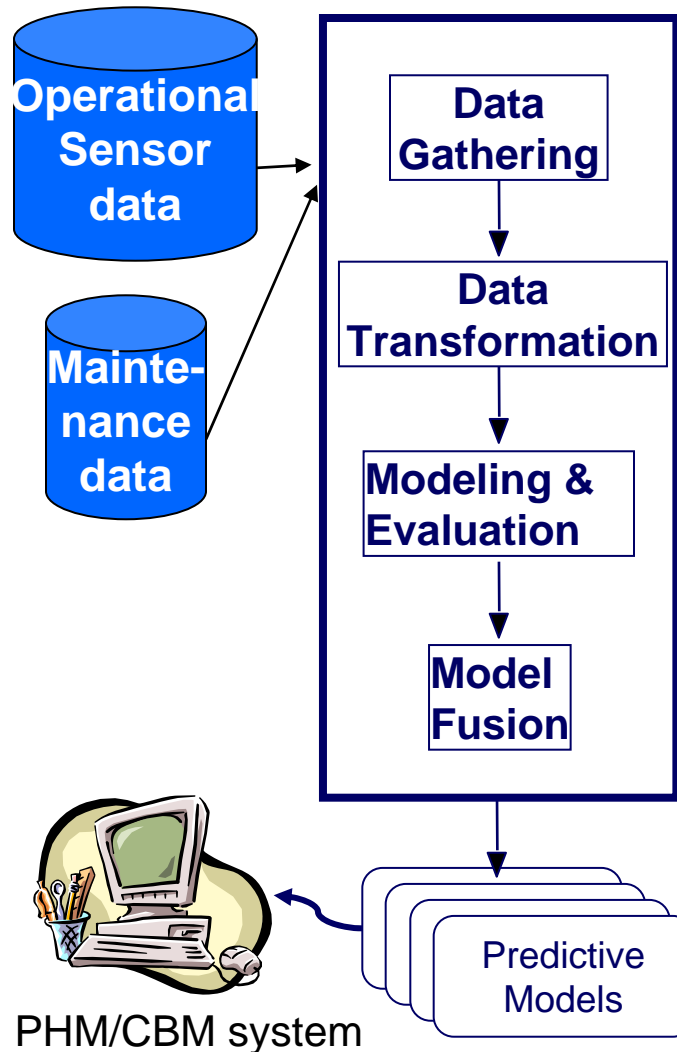 Operational
Sensor
data
Mainte-
nance
data
Data
Gathering
Data
Transformation
Modeling &
Evaluation
Model
Fusion
Predictive
Models
PHM/CBM system